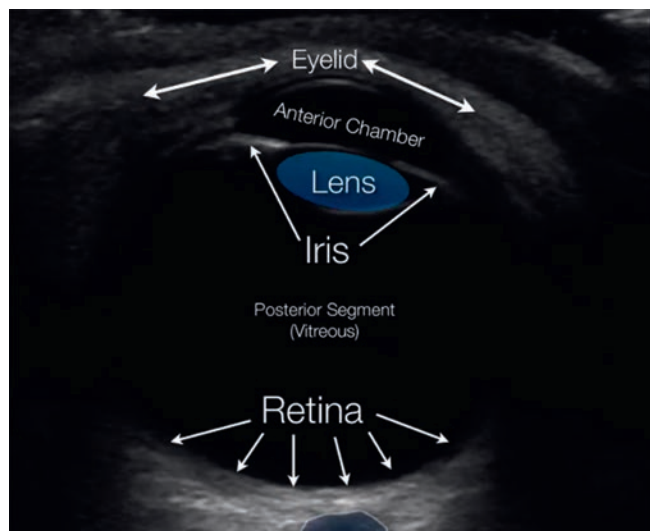 Eyelid
Anterior Chamber
Lens
Iris
Posterior Segment
(Vitreous)
Retina